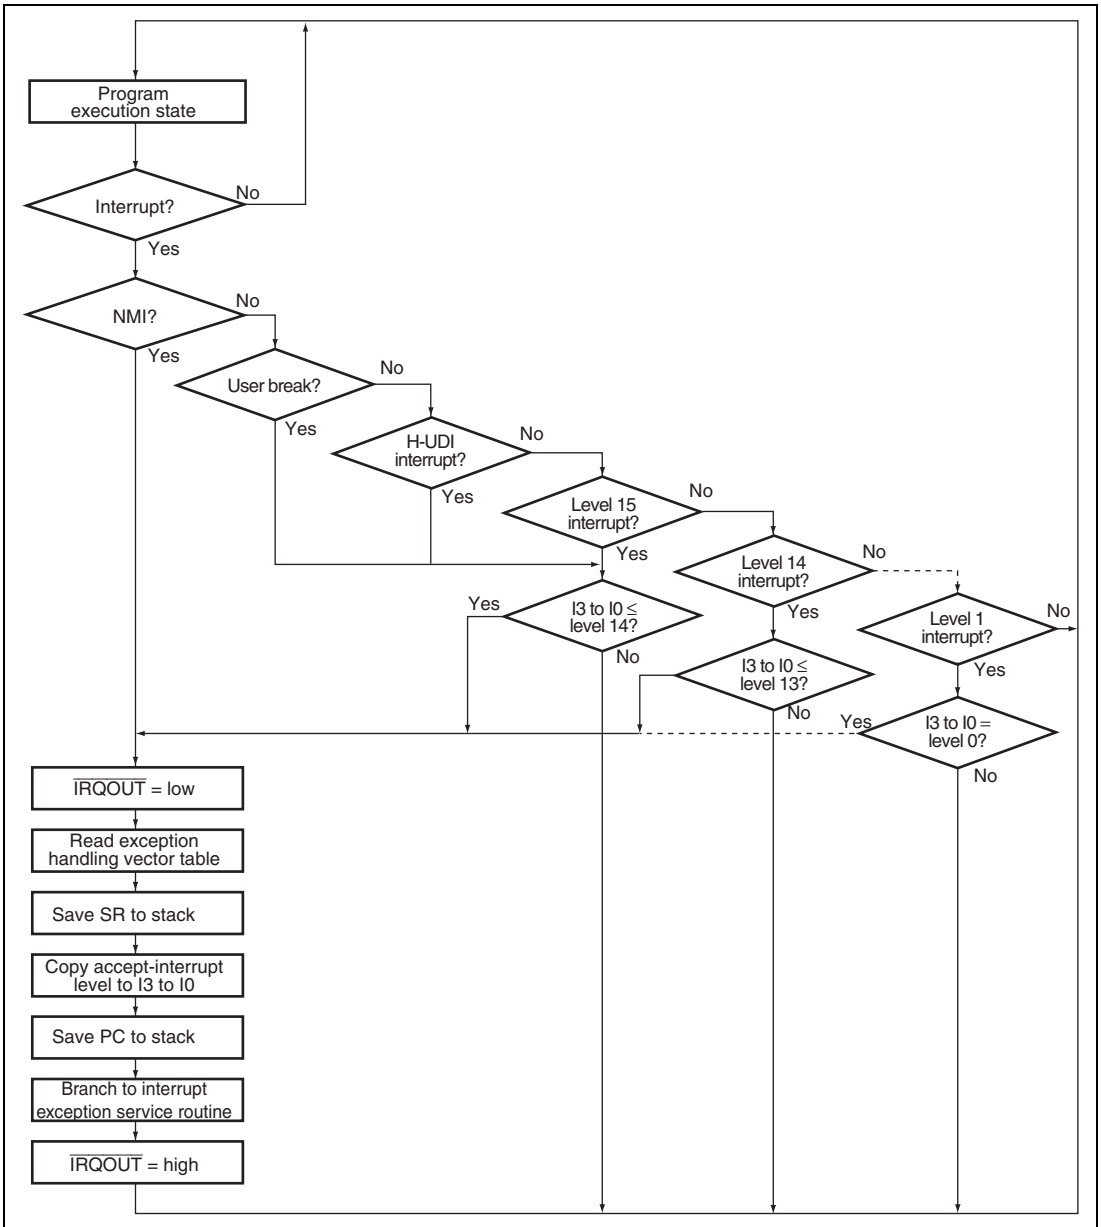 Program
execution state
No
Interrupt?
Yes
No
NMI?
Yes
No
User break?
Yes
No
H-UDI
interrupt?
Yes
No
Level 15
interrupt?
Yes
No
Level 14
interrupt?
Yes
No
Level 1
interrupt?
Yes
Yes
I3 to I0 ≤
level 14?
No
I3 to I0 ≤
level 13?
No
Yes
I3 to I0 =
level 0?
No
IRQOUT = low
Read exception
handling vector table
Save SR to stack
Copy accept-interrupt
level to I3 to I0
Save PC to stack
Branch to interrupt
exception service routine
IRQOUT = high